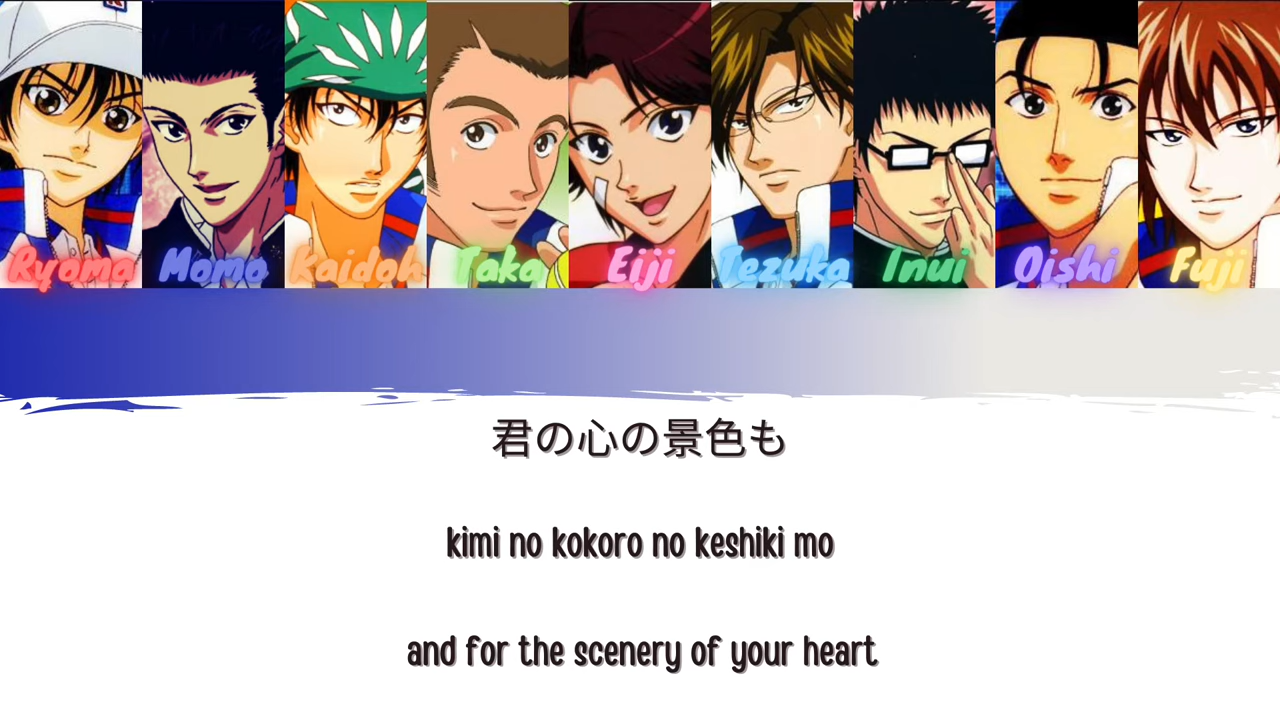 Ryoma Momo Kaidoh Taka Eiji Tezuka Inui Oishi Fuji
君の心の景色も
kimi no kokoro no keshiki mo
and for the scenery of your heart